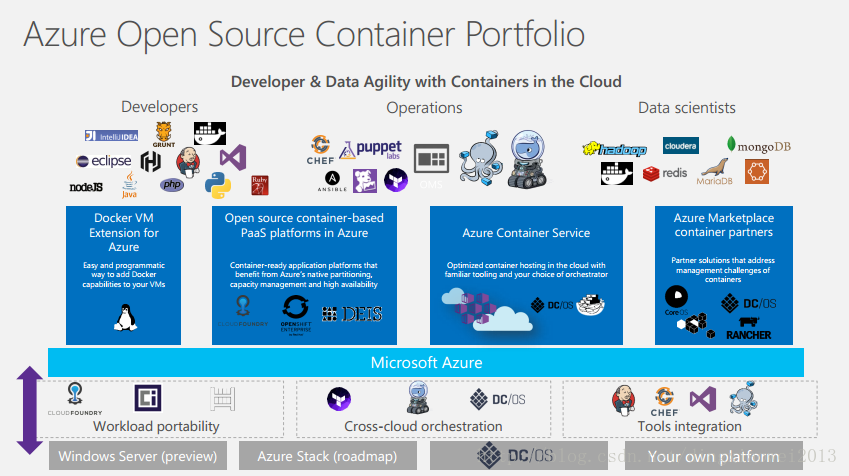 Azure Open Source Container Portfolio
Developer & Data Agility with Containers in the Cloud
Developers
Operations
Data scientists
IntelliJ IDEA
GRUNT
eclipse
nodeJS
Java
php
Ruby
CHEF
puppet
labs
ANSIBLE
OMS
hadoop
cloudera
mongoDB
redis
MariaDB
Docker VM
Extension for
Azure
Easy and programmatic
way to add Docker
capabilities to your VMs
Open source container-based
PaaS platforms in Azure
Container-ready application platforms that
benefit from Azure's native partitioning,
capacity management and high availability
CLOUD FOUNDRY
OPENSHIFT
ENTERPRISE
DEIS
Azure Container Service
Optimized container hosting in the cloud with
familiar tooling and your choice of orchestrator
DC/OS
Azure Marketplace
container partners
Partner solutions that address
management challenges of
containers
Core OS
DC/OS
RANCHER
Microsoft Azure
CLOUD FOUNDRY
Workload portability
DC/OS
Cross-cloud orchestration
CHEF
Tools integration
Windows Server (preview)
Azure Stack (roadmap)
DC/OS
Your own platform